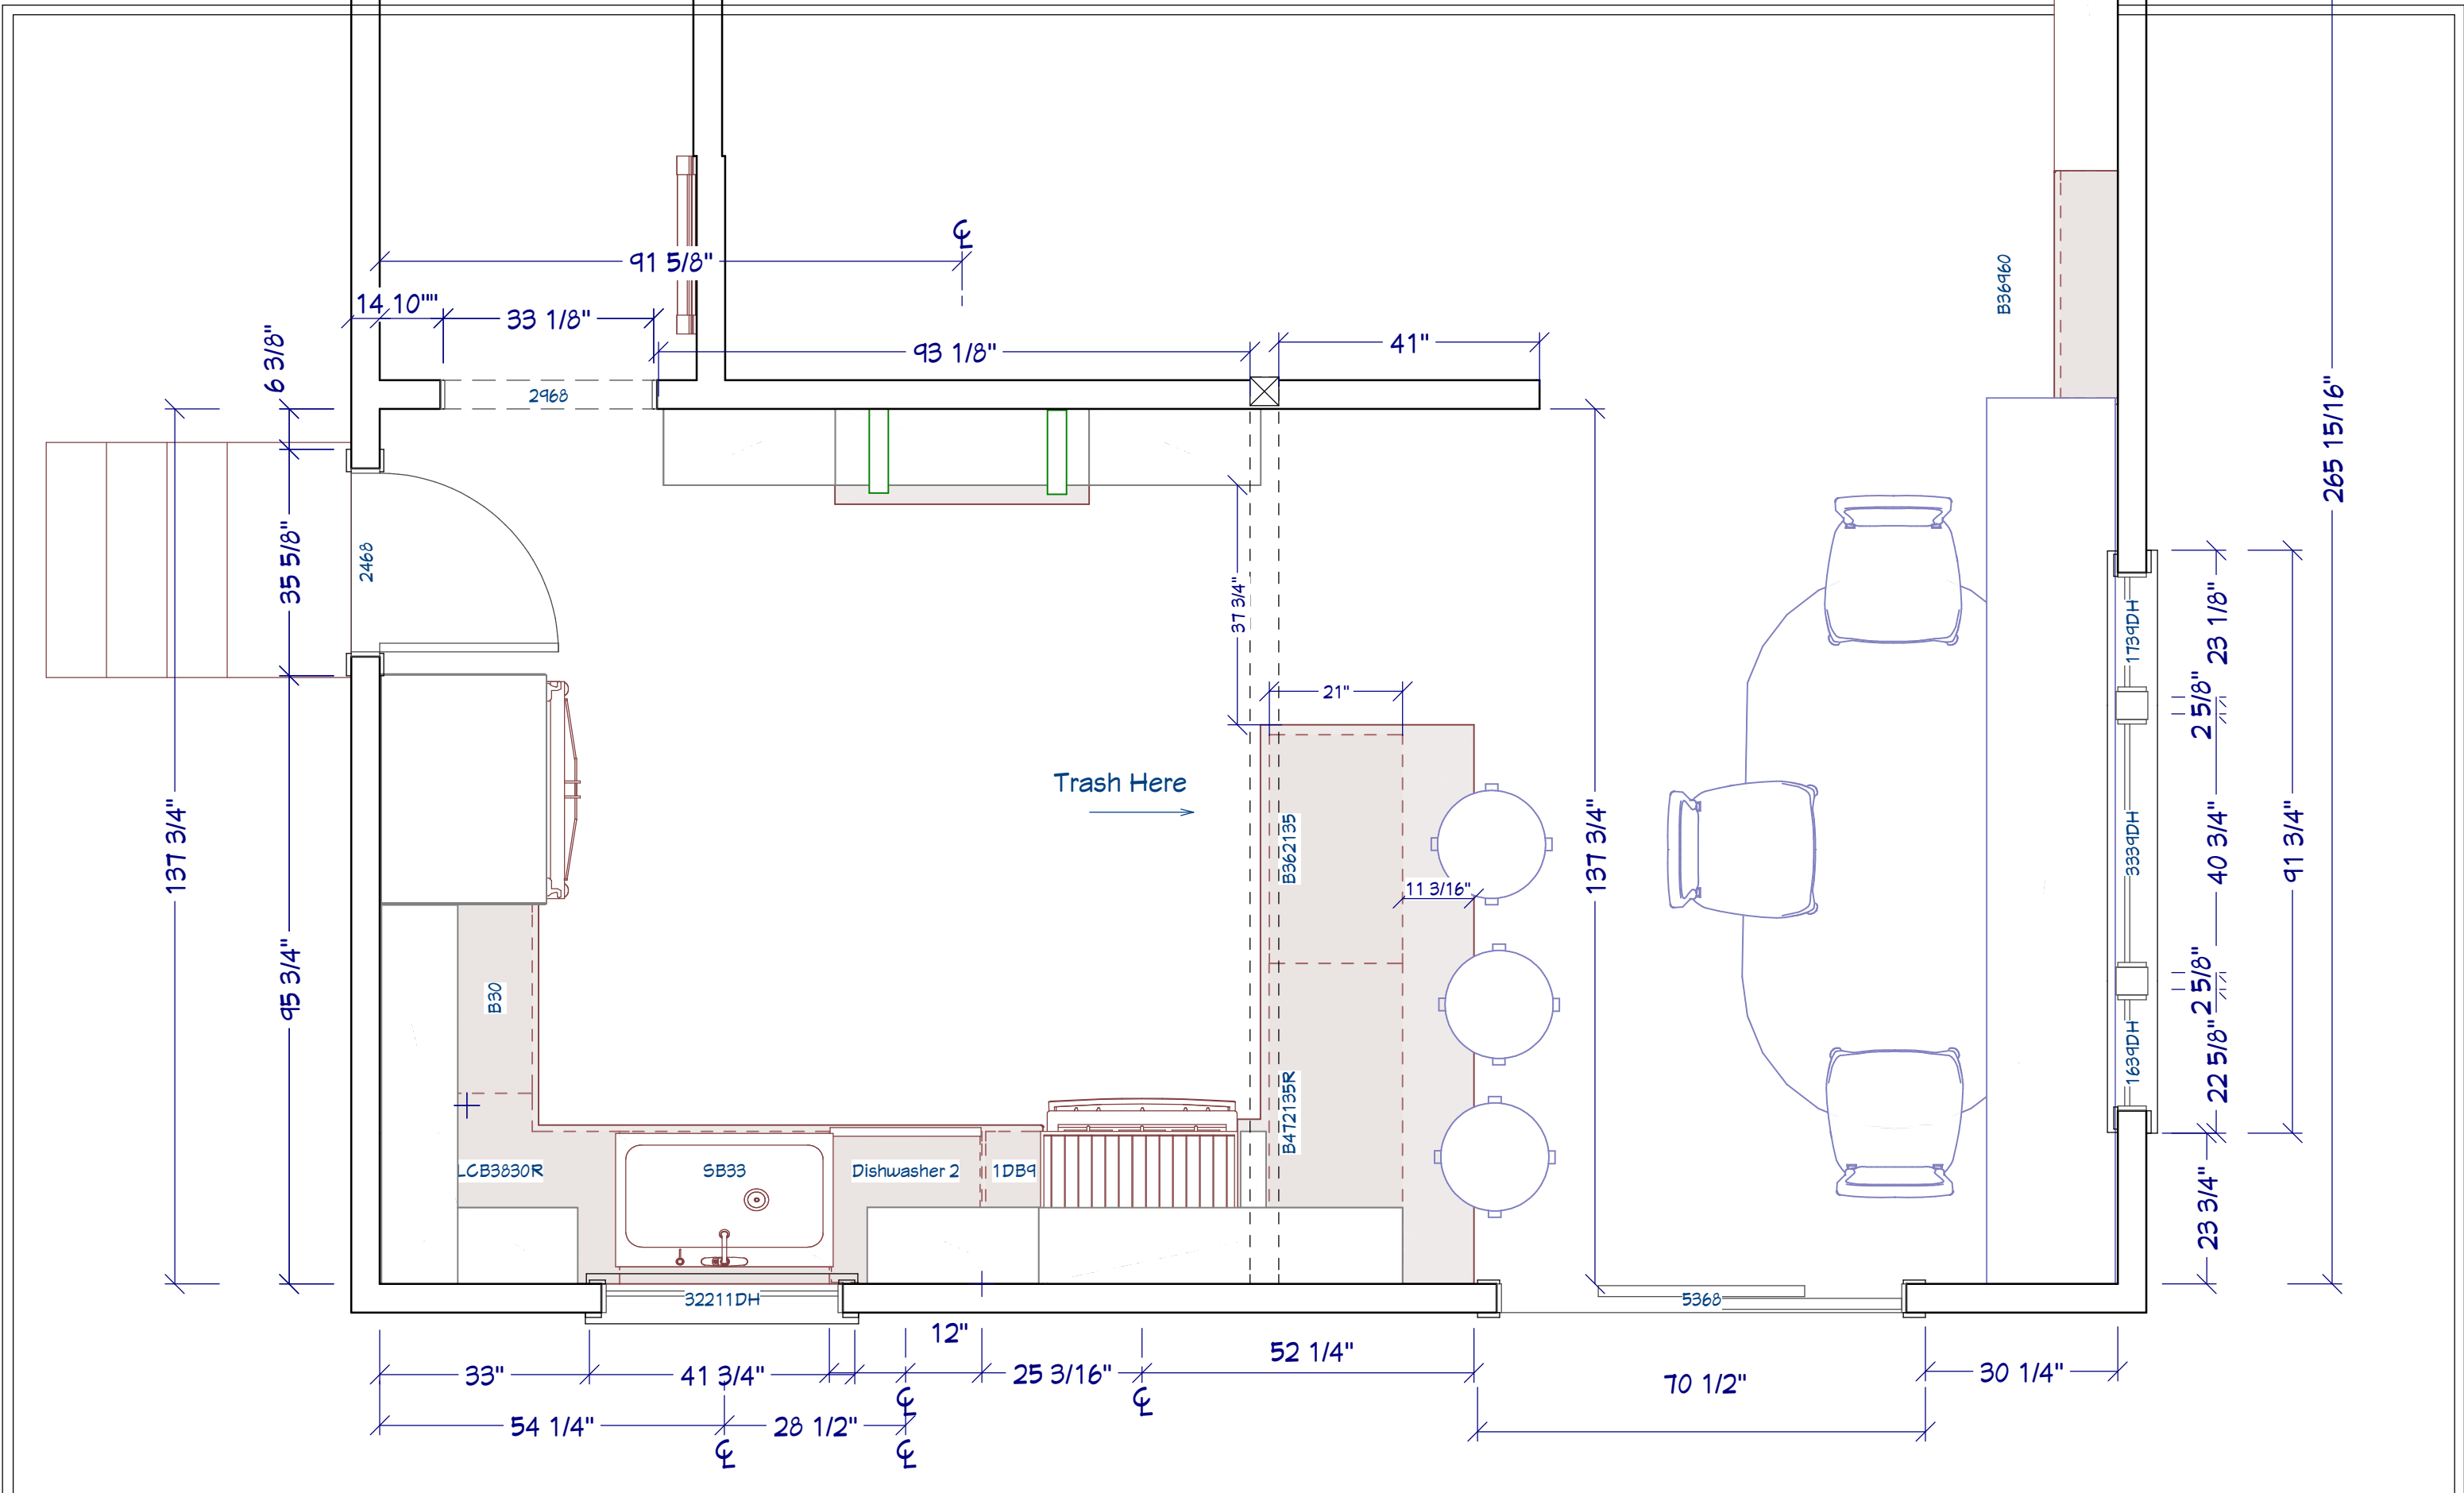 ℄
91 5/8"
14 10""
33 1/8"
6 3/8"
93 1/8"
41"
B36960
2968
265 15/16"
35 5/8"
2468
37 3/4"
1739DH
23 1/8"
21"
2 5/8"
Trash Here
137 3/4"
B362135
137 3/4"
3339DH
40 3/4"
91 3/4"
11 3/16"
95 3/4"
B30
2 5/8"
1639DH
22 5/8"
B472135R
LCB3830R
SB33
Dishwasher 2
1DB9
23 3/4"
32211DH
5368
12"
52 1/4"
33"
41 3/4"
25 3/16"
70 1/2"
30 1/4"
℄
℄
54 1/4"
28 1/2"
℄
℄